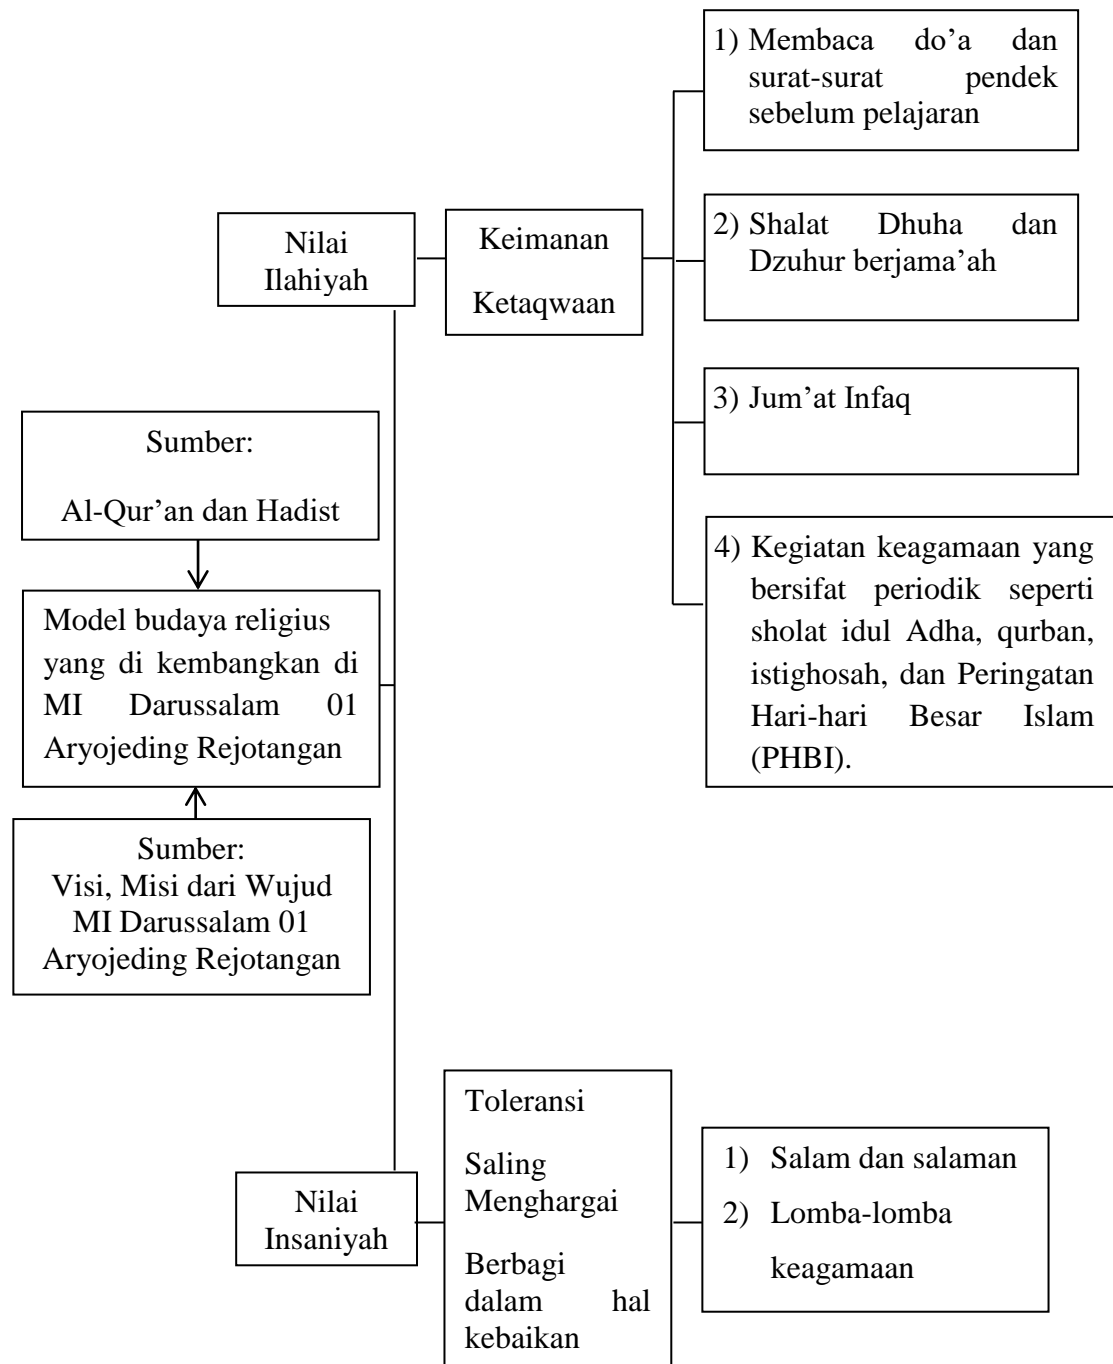 1) Membaca do’a dan
surat-surat pendek
sebelum pelajaran
Nilai
Ilahiyah
Keimanan
Ketaqwaan
2) Shalat Dhuha dan
Dzuhur berjama’ah
3) Jum’at Infaq
Sumber:
Al-Qur’an dan Hadist
4) Kegiatan keagamaan yang
bersifat periodik seperti
sholat idul Adha, qurban,
istighosah, dan Peringatan
Hari-hari Besar Islam
(PHBI).
Model budaya religius
yang di kembangkan di
MI Darussalam 01
Aryojeding Rejotangan
Sumber:
Visi, Misi dari Wujud
MI Darussalam 01
Aryojeding Rejotangan
Nilai
Insaniyah
Toleransi
Saling
Menghargai
Berbagi
dalam hal
kebaikan
1) Salam dan salaman
2) Lomba-lomba
keagamaan